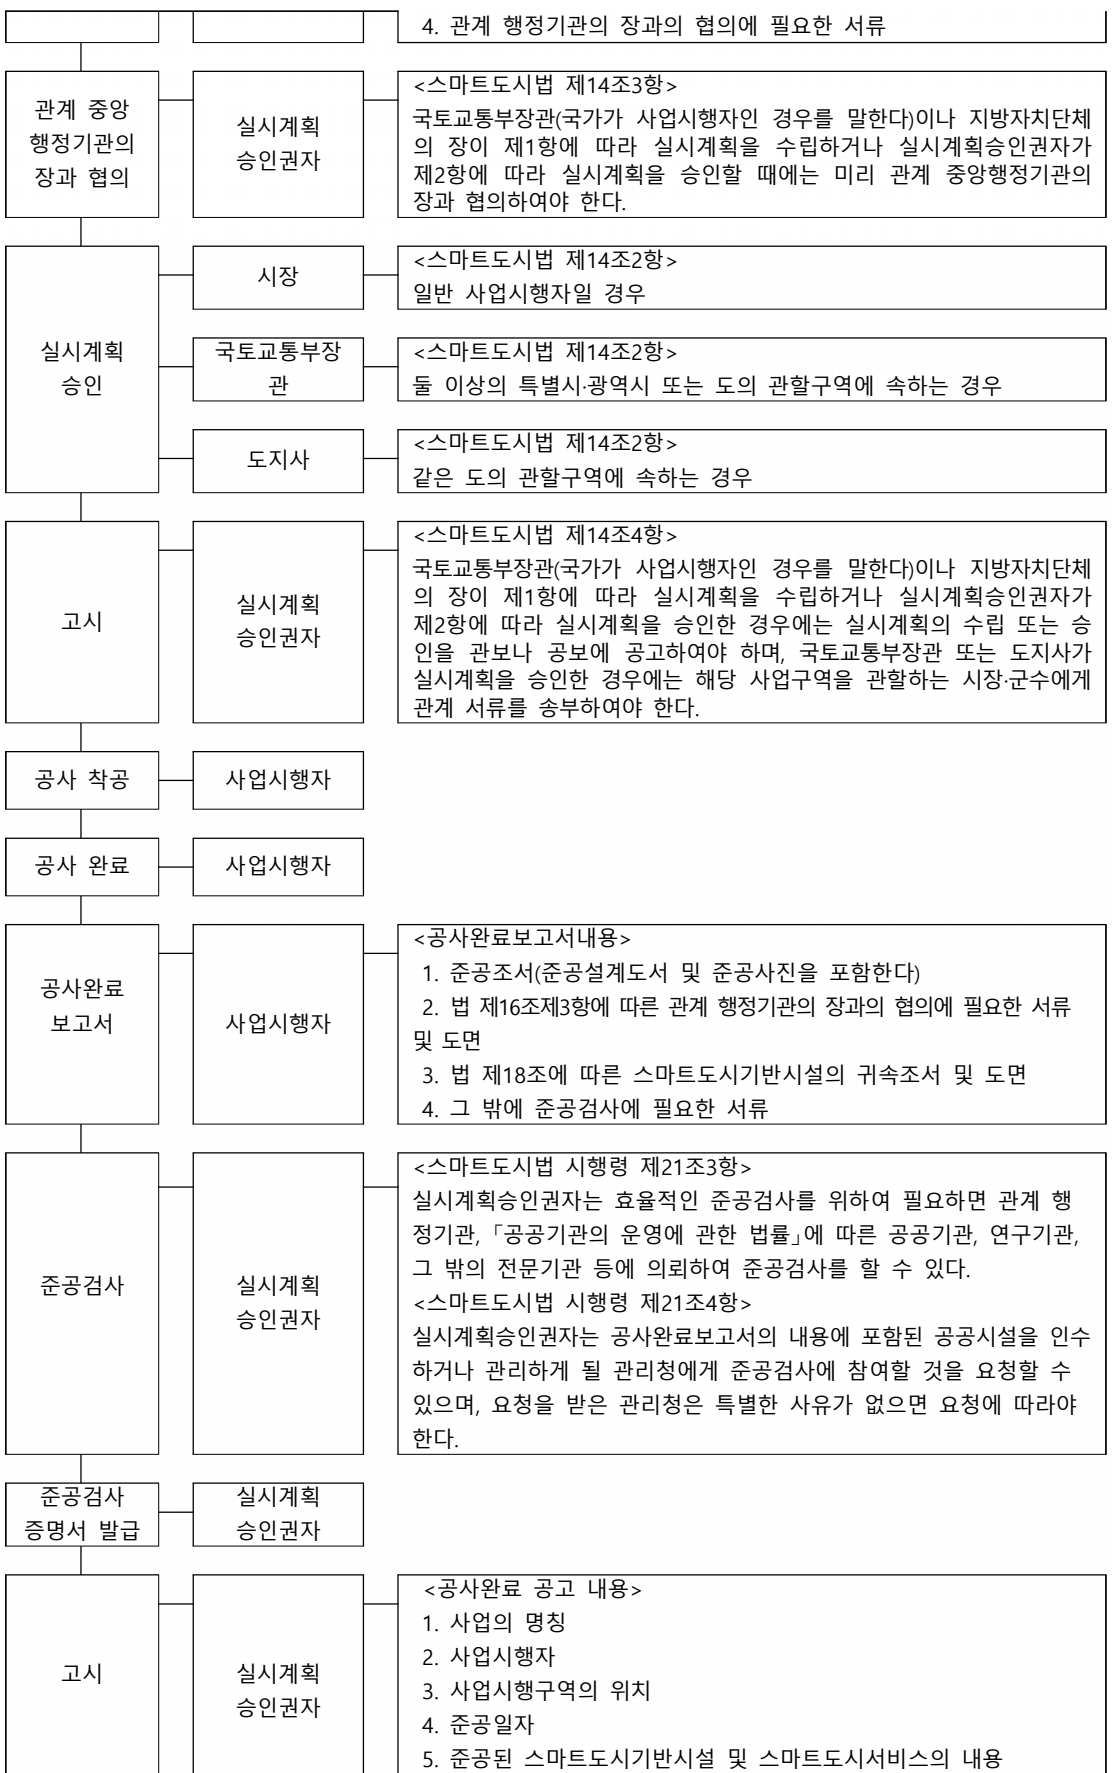 4. 관계 행정기관의 장과의 협의에 필요한 서류
관계 중앙
행정기관의
장과 협의
실시계획
승인권자
<스마트도시법 제14조3항>
국토교통부장관(국가가 사업시행자인 경우를 말한다)이나 지방자치단체
의 장이 제1항에 따라 실시계획을 수립하거나 실시계획승인권자가
제2항에 따라 실시계획을 승인할 때에는 미리 관계 중앙행정기관의
장과 협의하여야 한다.
실시계획
승인
시장
<스마트도시법 제14조2항>
일반 사업시행자일 경우
국토교통부장
관
<스마트도시법 제14조2항>
둘 이상의 특별시·광역시 또는 도의 관할구역에 속하는 경우
도지사
<스마트도시법 제14조2항>
같은 도의 관할구역에 속하는 경우
고시
실시계획
승인권자
<스마트도시법 제14조4항>
국토교통부장관(국가가 사업시행자인 경우를 말한다)이나 지방자치단체
의 장이 제1항에 따라 실시계획을 수립하거나 실시계획승인권자가
제2항에 따라 실시계획을 승인한 경우에는 실시계획의 수립 또는 승
인을 관보나 공보에 공고하여야 하며, 국토교통부장관 또는 도지사가
실시계획을 승인한 경우에는 해당 사업구역을 관할하는 시장·군수에게
관계 서류를 송부하여야 한다.
공사 착공
사업시행자
공사 완료
사업시행자
공사완료
보고서
사업시행자
<공사완료보고서내용>
1. 준공조서(준공설계도서 및 준공사진을 포함한다)
2. 법 제16조제3항에 따른 관계 행정기관의 장과의 협의에 필요한 서류
및 도면
3. 법 제18조에 따른 스마트도시기반시설의 귀속조서 및 도면
4. 그 밖에 준공검사에 필요한 서류
준공검사
실시계획
승인권자
<스마트도시법 시행령 제21조3항>
실시계획승인권자는 효율적인 준공검사를 위하여 필요하면 관계 행
정기관, 「공공기관의 운영에 관한 법률」에 따른 공공기관, 연구기관,
그 밖의 전문기관 등에 의뢰하여 준공검사를 할 수 있다.
<스마트도시법 시행령 제21조4항>
실시계획승인권자는 공사완료보고서의 내용에 포함된 공공시설을 인수
하거나 관리하게 될 관리청에게 준공검사에 참여할 것을 요청할 수
있으며, 요청을 받은 관리청은 특별한 사유가 없으면 요청에 따라야
한다.
준공검사
증명서 발급
실시계획
승인권자
고시
실시계획
승인권자
<공사완료 공고 내용>
1. 사업의 명칭
2. 사업시행자
3. 사업시행구역의 위치
4. 준공일자
5. 준공된 스마트도시기반시설 및 스마트도시서비스의 내용